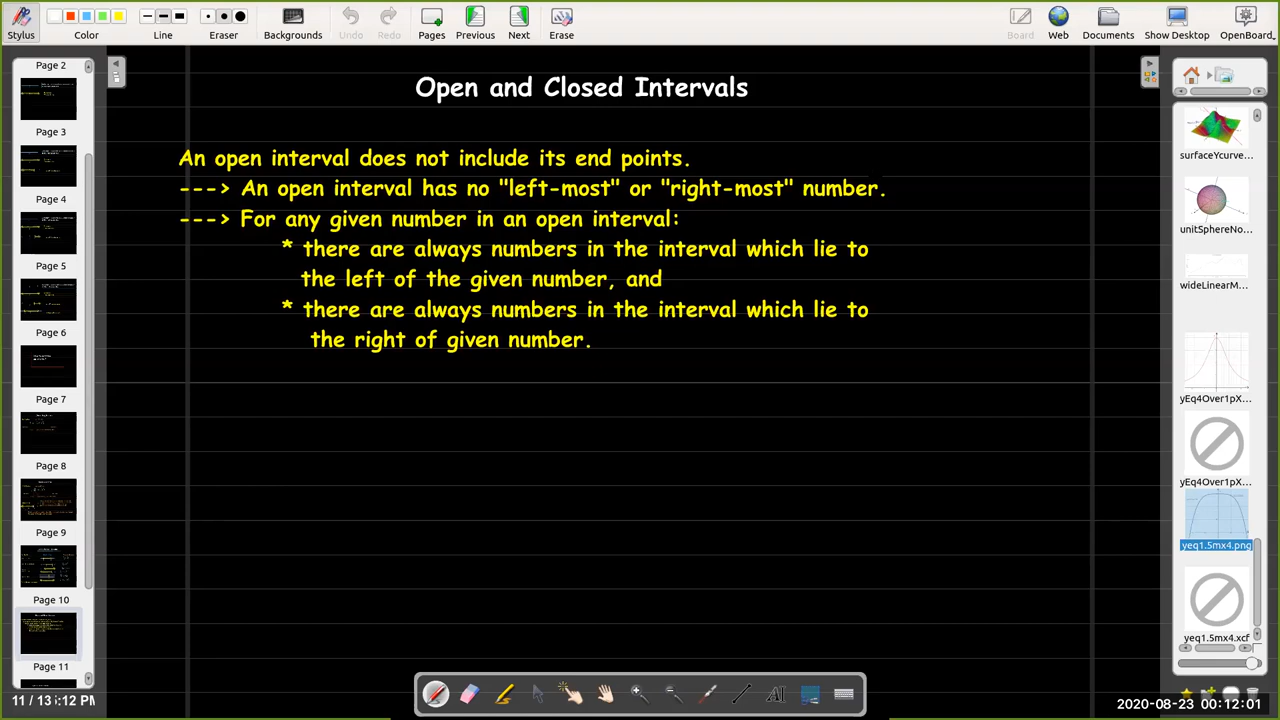 Stylus
Color
Line
Eraser
Backgrounds
Undo
Redo
Pages
Previous
Next
Erase
Board
Web
Documents
Show Desktop
OpenBoard
Page 2
Page 3
Page 4
Page 5
Page 6
Page 7
Page 8
Page 9
Page 10
Page 11
Open and Closed Intervals
An open interval does not include its end points.
---> An open interval has no "left-most" or "right-most" number.
---> For any given number in an open interval:
* there are always numbers in the interval which lie to
the left of the given number, and
* there are always numbers in the interval which lie to
the right of given number.
surfaceYcurve...
unitSphereNo...
wideLinearM...
yEq4Over1pX...
yEq4Over1pX...
yeq1.5mx4.png
yeq1.5mx4.xcf
11 / 13
:12 PM
2020-08-23 00:12:01